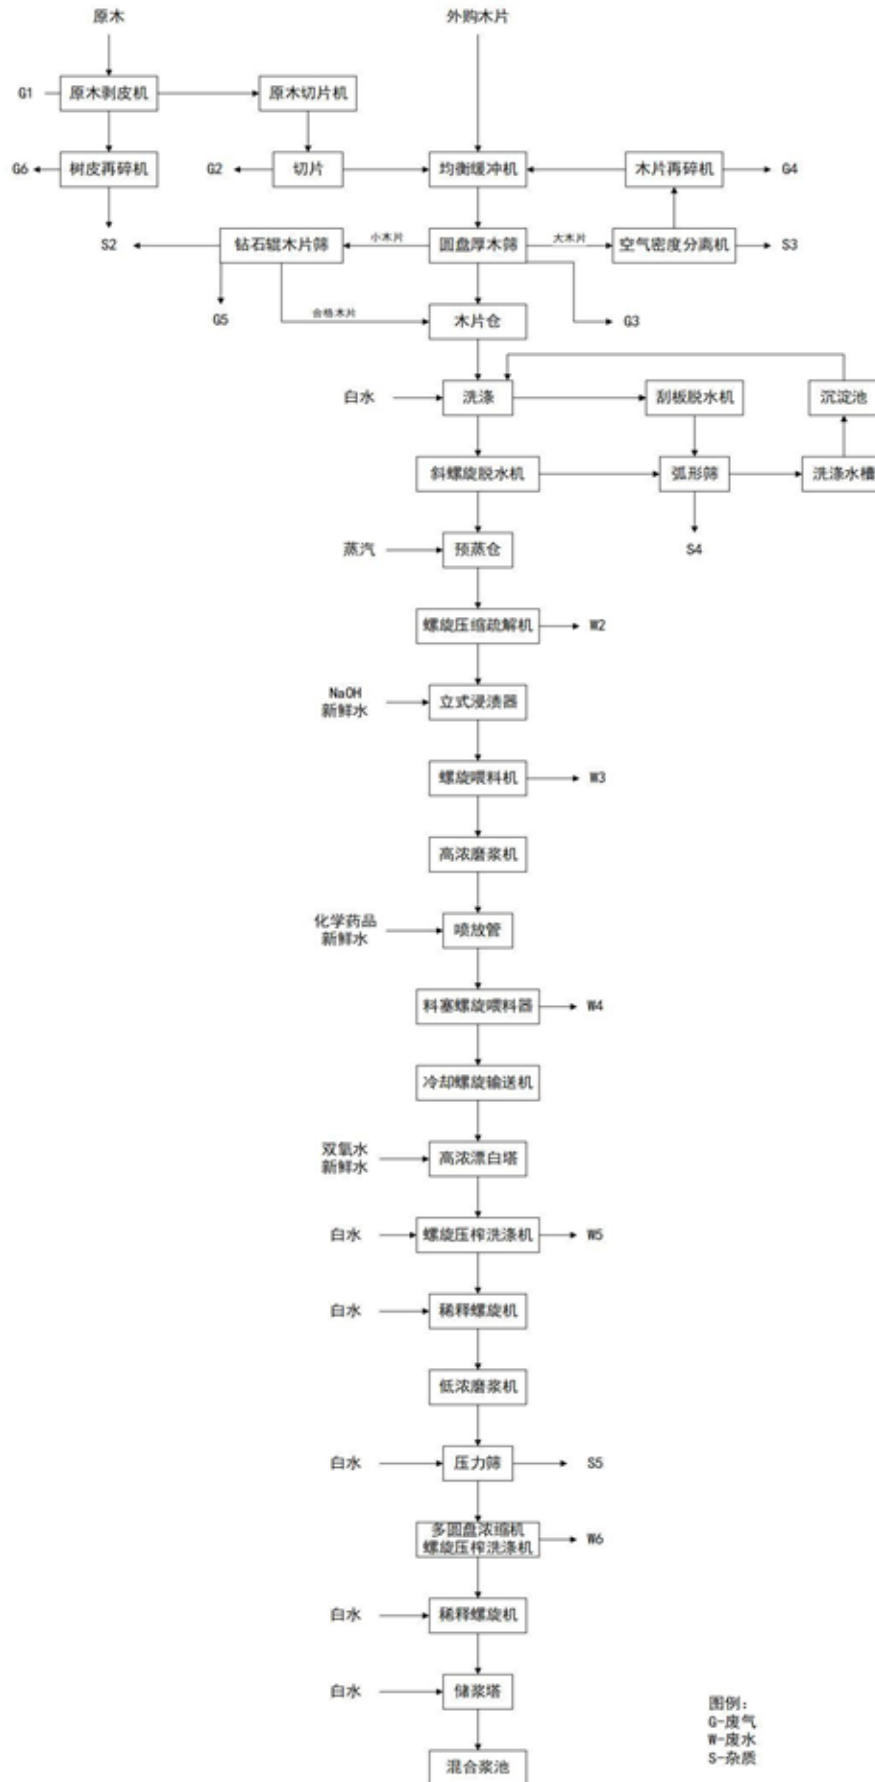 原木
外购木片
G1
原木剥皮机
原木切片机
G6
树皮再碎机
G2
切片
均衡缓冲机
木片再碎机
G4
S2
钻石辊木片筛
小木片
圆盘厚木筛
大木片
空气密度分离机
S3
G5
合格木片
木片仓
G3
白水
洗涤
刮板脱水机
沉淀池
斜螺旋脱水机
弧形筛
洗涤水槽
蒸汽
预蒸仓
S4
螺旋压缩疏解机
W2
NaOH
新鲜水
立式浸渍器
螺旋喂料机
W3
高浓磨浆机
化学药品
新鲜水
喷放管
料塞螺旋喂料器
W4
冷却螺旋输送机
双氧水
新鲜水
高浓漂白塔
白水
螺旋压榨洗涤机
W5
白水
稀释螺旋机
低浓磨浆机
白水
压力筛
S5
多圆盘浓缩机
螺旋压榨洗涤机
W6
白水
稀释螺旋机
白水
储浆塔
混合浆池
图例：
G-废气
W-废水
S-杂质